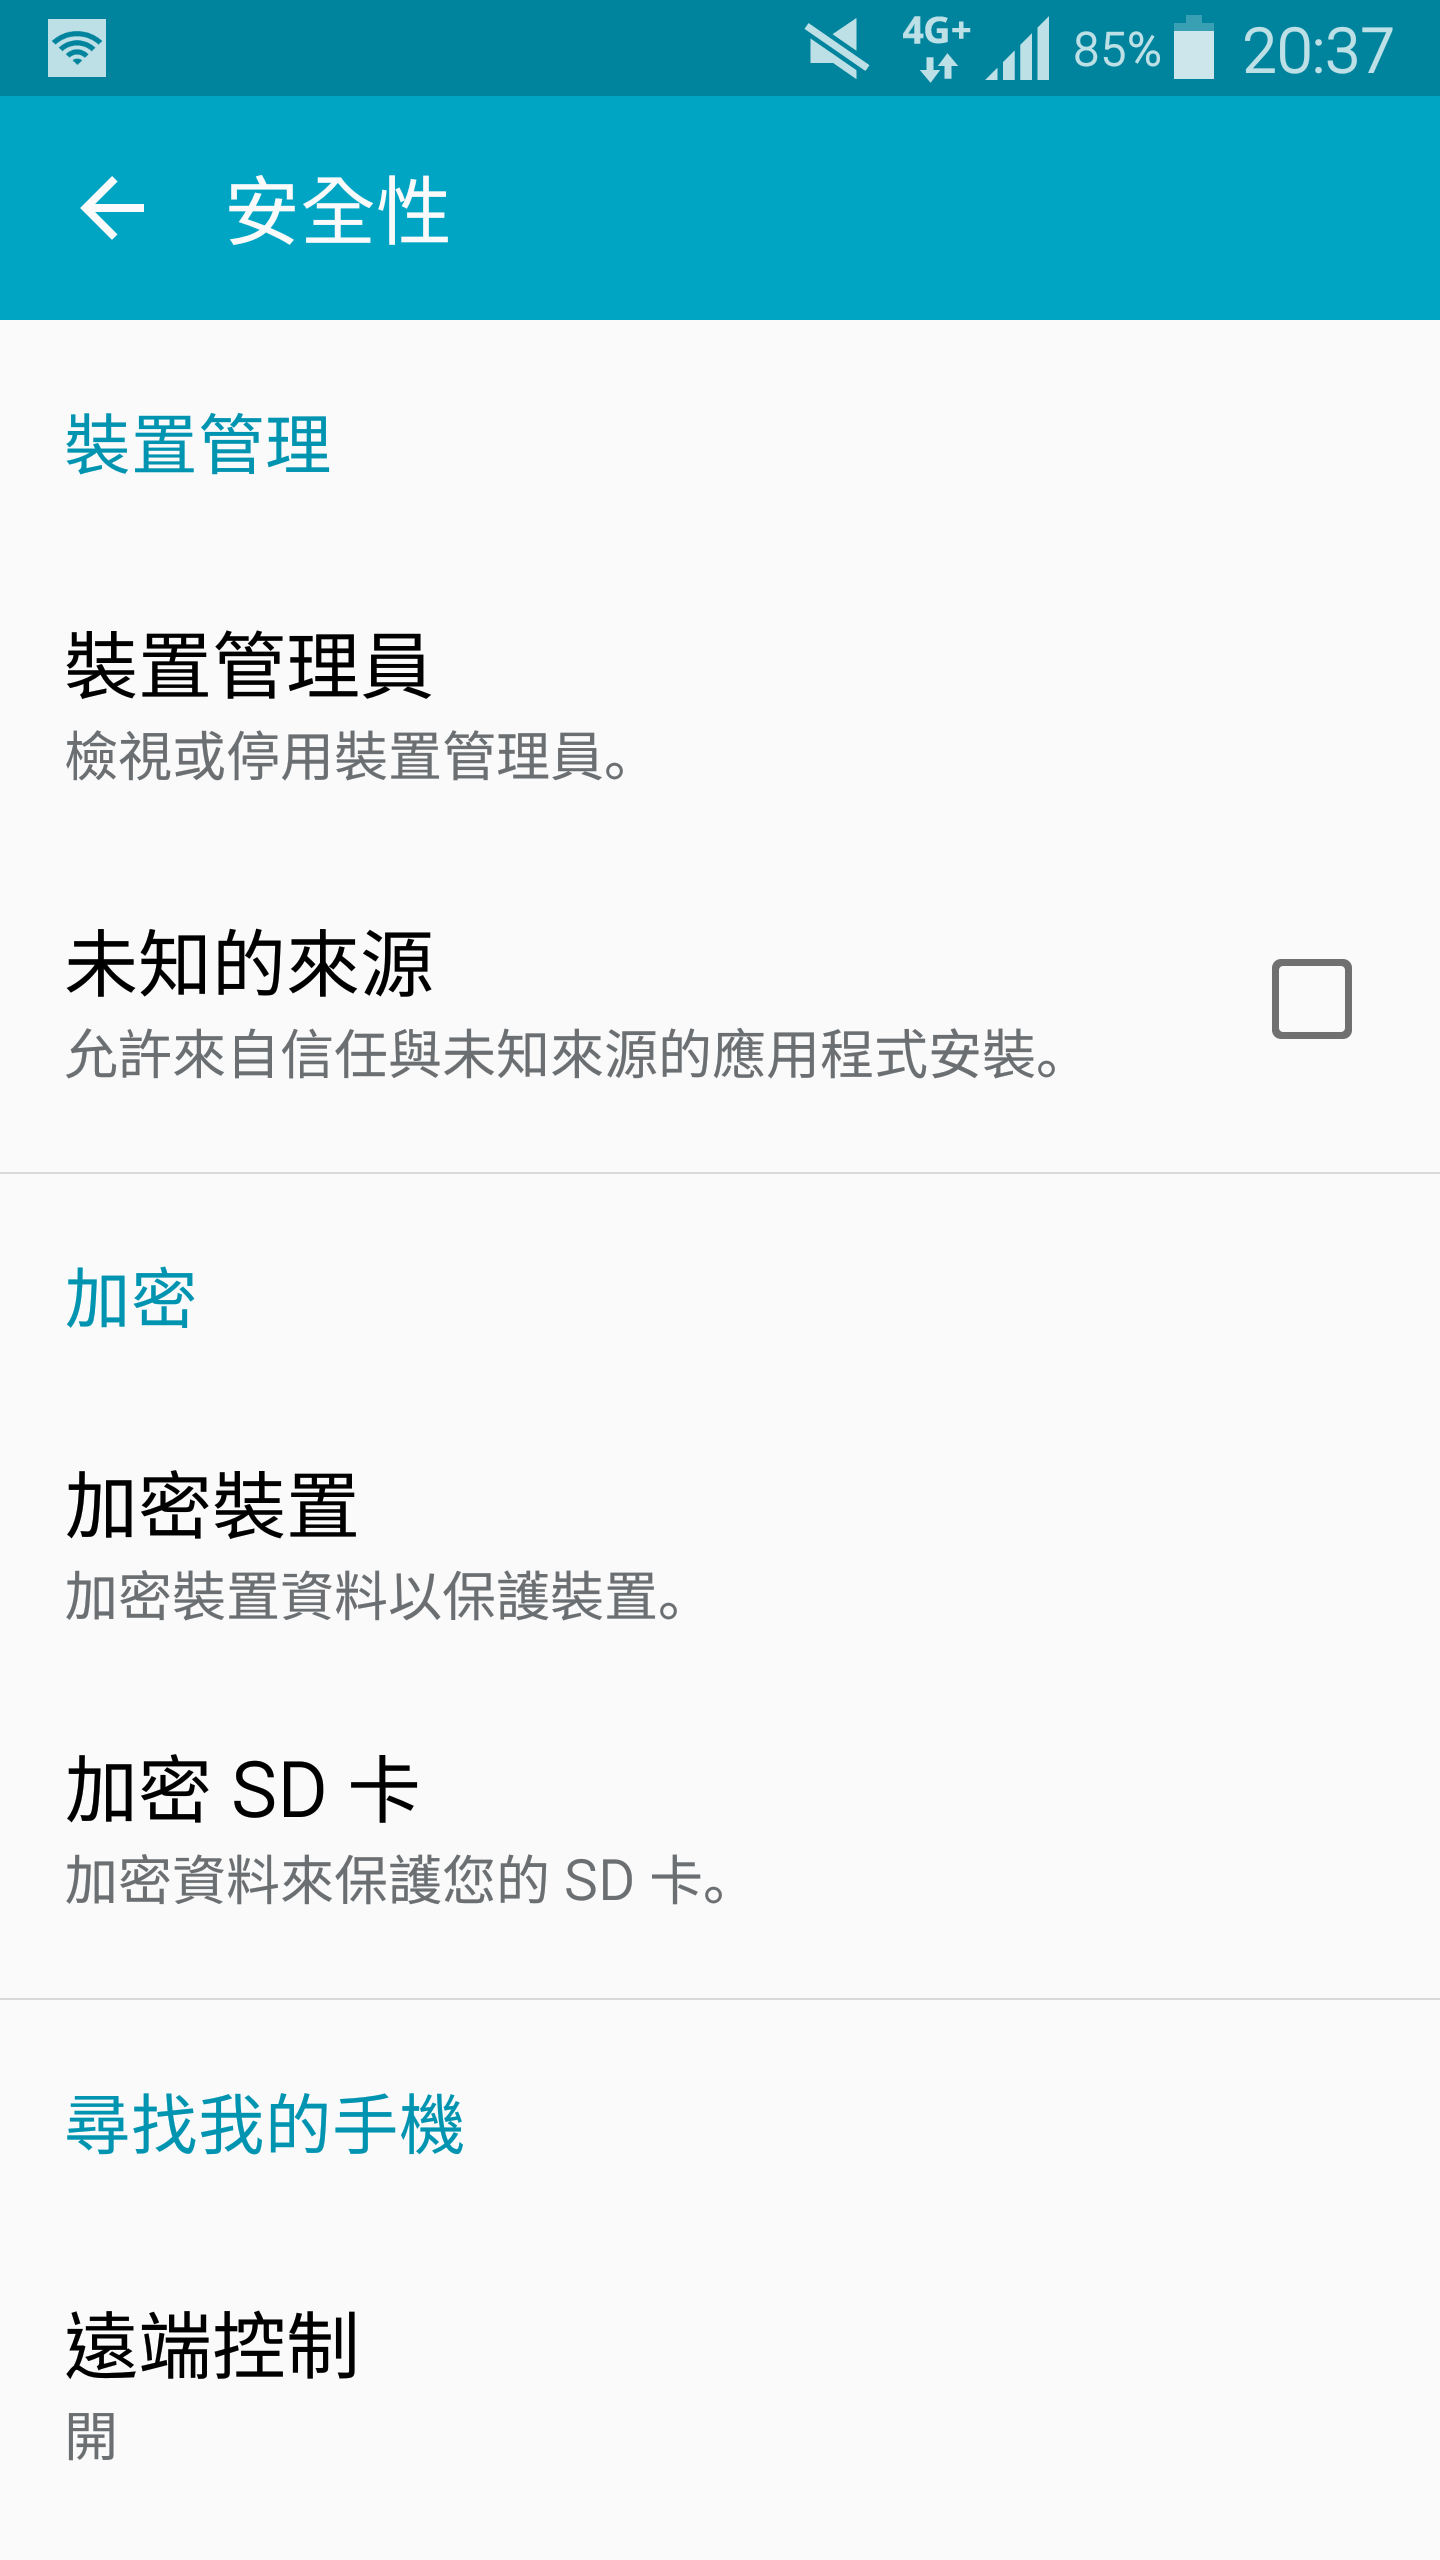 4G+ 85% 20:37
安全性
裝置管理
裝置管理員
檢視或停用裝置管理員。
未知的來源
允許來自信任與未知來源的應用程式安裝。
加密
加密裝置
加密裝置資料以保護裝置。
加密 SD 卡
加密資料來保護您的 SD 卡。
尋找我的手機
遠端控制
開